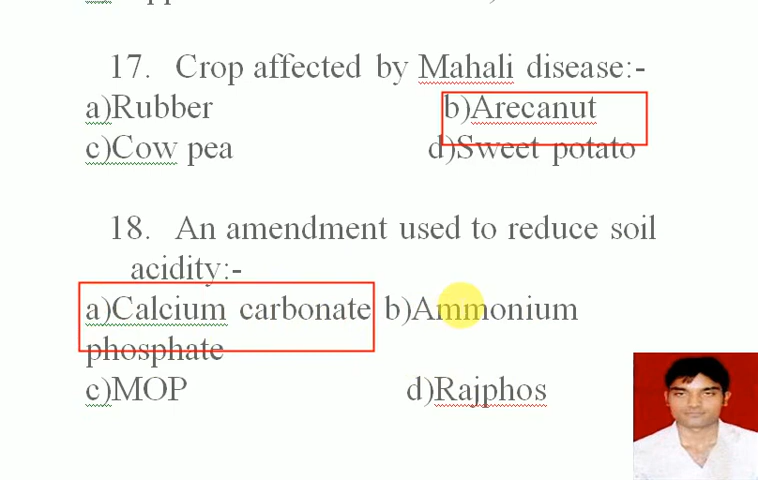 17. Crop affected by Mahali disease:-
a)Rubber b)Arecanut
c)Cow pea d)Sweet potato
18. An amendment used to reduce soil
acidity:-
a)Calcium carbonate b)Ammonium
phosphate
c)MOP d)Rajphos